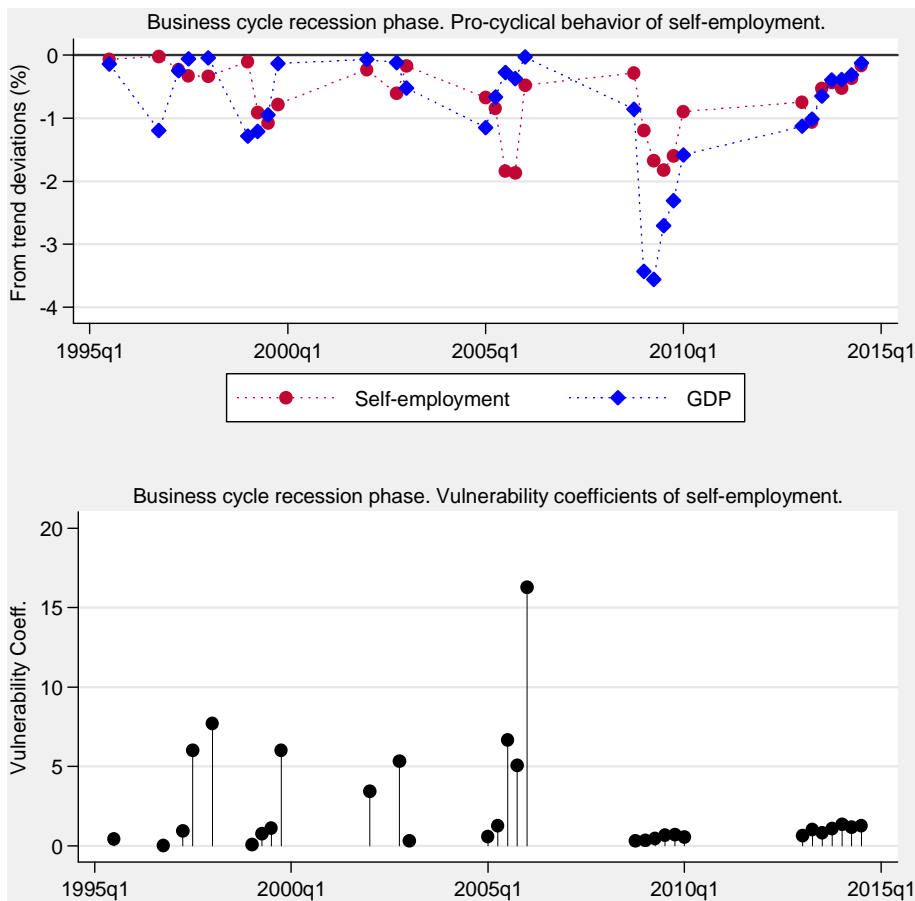 Business cycle recession phase. Pro-cyclical behavior of self-employment.
From trend deviations (%)
0
-1
-2
-3
-4
1995q1 2000q1 2005q1 2010q1 2015q1
Self-employment GDP
Business cycle recession phase. Vulnerability coefficients of self-employment.
Vulnerability Coeff.
20
15
10
5
0
1995q1 2000q1 2005q1 2010q1 2015q1